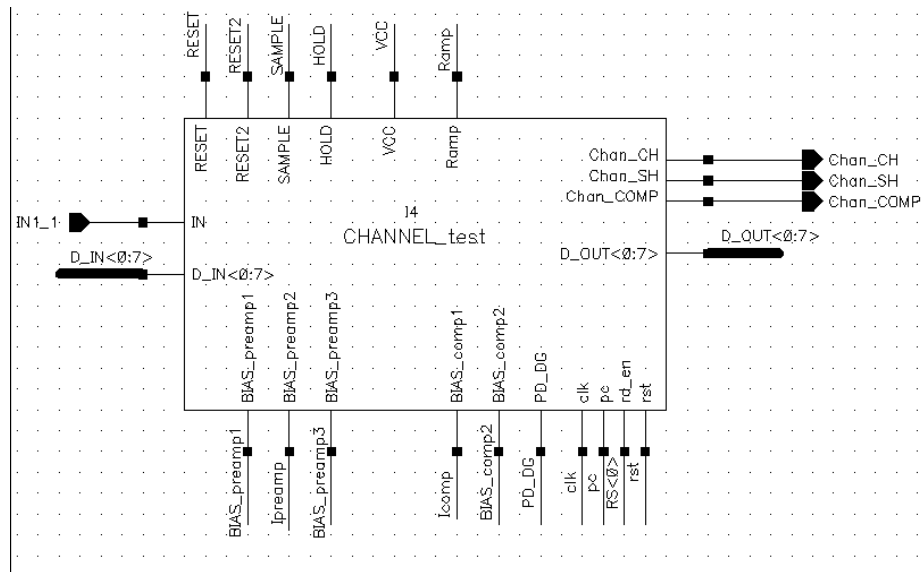 RESET
RESET2
SAMPLE
HOLD
VCC
Ramp
RESET
RESET2
SAMPLE
HOLD
VCC
Ramp
Chan_CH
Chan_CH
Chan_SH
Chan_SH
Chan_COMP
Chan_COMP
IN1_1
IN
I4
CHANNEL_test
D_IN<0:7>
D_IN<0:7>
D_OUT<0:7>
D_OUT<0:7>
BIAS_preamp1
BIAS_preamp2
BIAS_preamp3
BIAS_comp1
BIAS_comp2
PD_DG
clk
pc
rd_en
rst
BIAS_preamp1
Ipreamp
BIAS_preamp3
Icomp
BIAS_comp2
PD_DG
clk
pc
RS<0>
rst